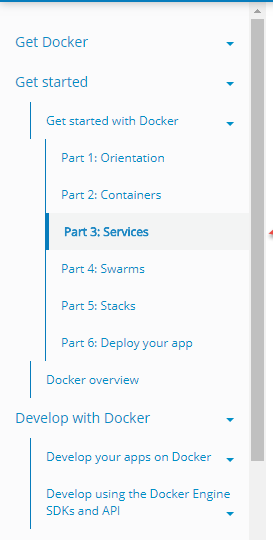 Get Docker
Get started
Get started with Docker
Part 1: Orientation
Part 2: Containers
Part 3: Services
Part 4: Swarms
Part 5: Stacks
Part 6: Deploy your app
Docker overview
Develop with Docker
Develop your apps on Docker
Develop using the Docker Engine
SDKs and API